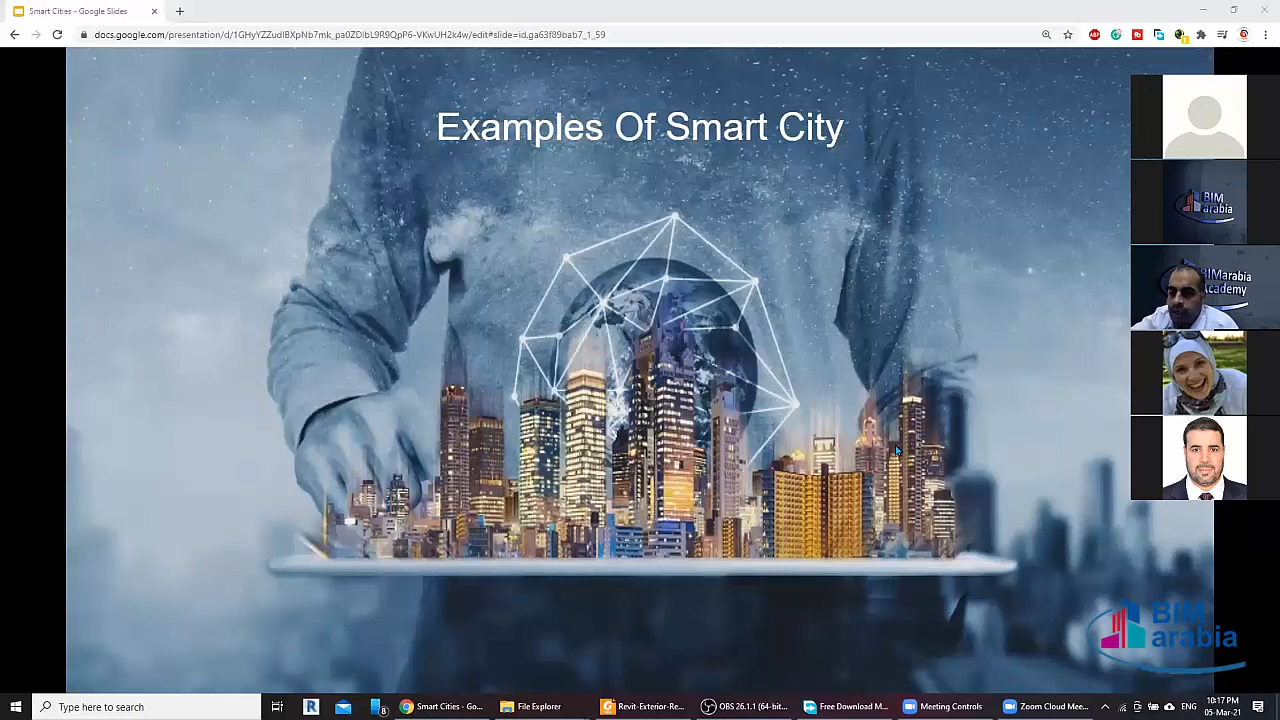 Smart Cities - Google Slides
docs.google.com/presentation/d/1GHyYZZudIBXpNb7mk_pa0ZDlbL9R9QpP6-VKwUH2k4w/edit#slide=id.ga63f89bab7_1_59
ABP
Examples Of Smart City
BIM
arabia
BIMarabia
Academy
BIM
arabia
Type here to search
R
8
Smart Cities - Go...
File Explorer
Revit-Exterior-Re...
OBS 26.1.1 (64-bit...
Free Download M...
Meeting Controls
Zoom Cloud Mee...
10:17 PM
05-Mar-21